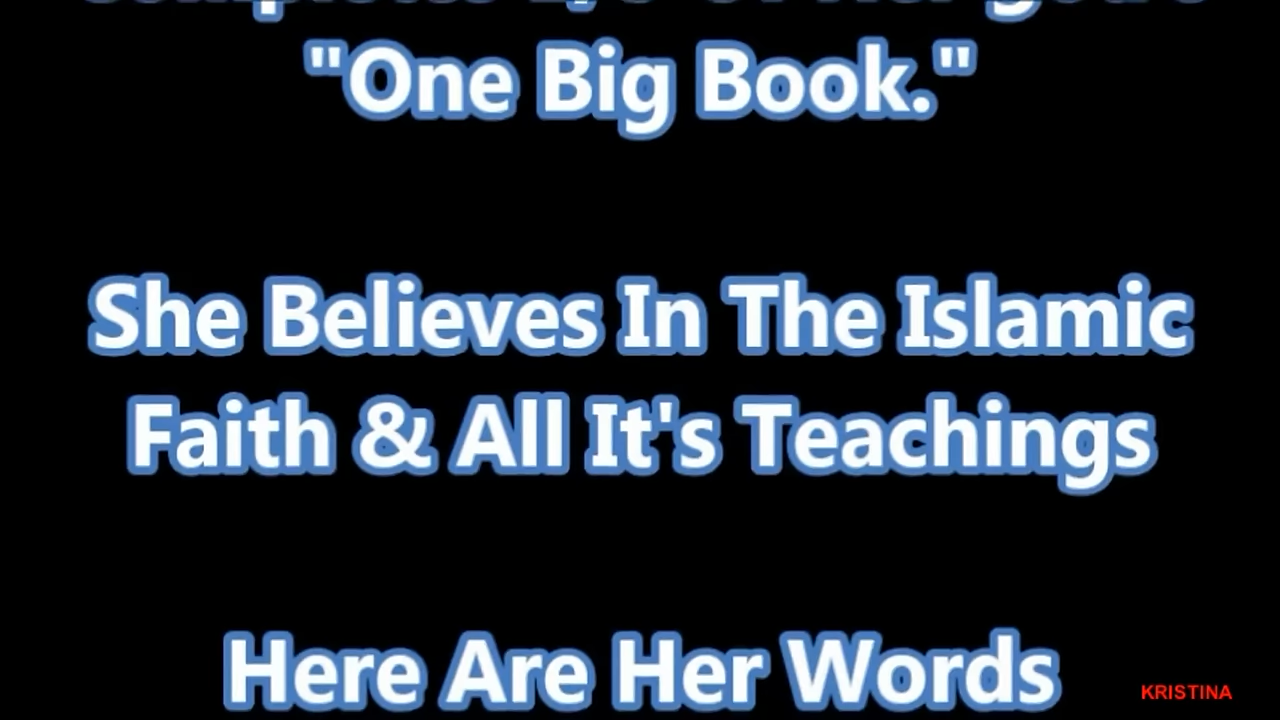 "One Big Book."
She Believes In The Islamic
Faith & All It's Teachings
Here Are Her Words
KRISTINA